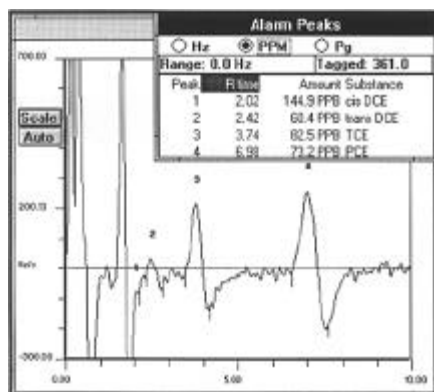 Alarm Peaks
Hz PPM Pg
Range: 0.0 Hz Tagged: 361.0
Peak R time Amount Substance
1 2.02 144.9 PPB cis DCE
2 2.42 60.4 PPB trans DCE
3 3.74 62.5 PPB TCE
4 6.98 73.2 PPB PCE
700.00
Scale
Auto
200.13
-300.00
1
2
3
4
0.00 5.00 10.00